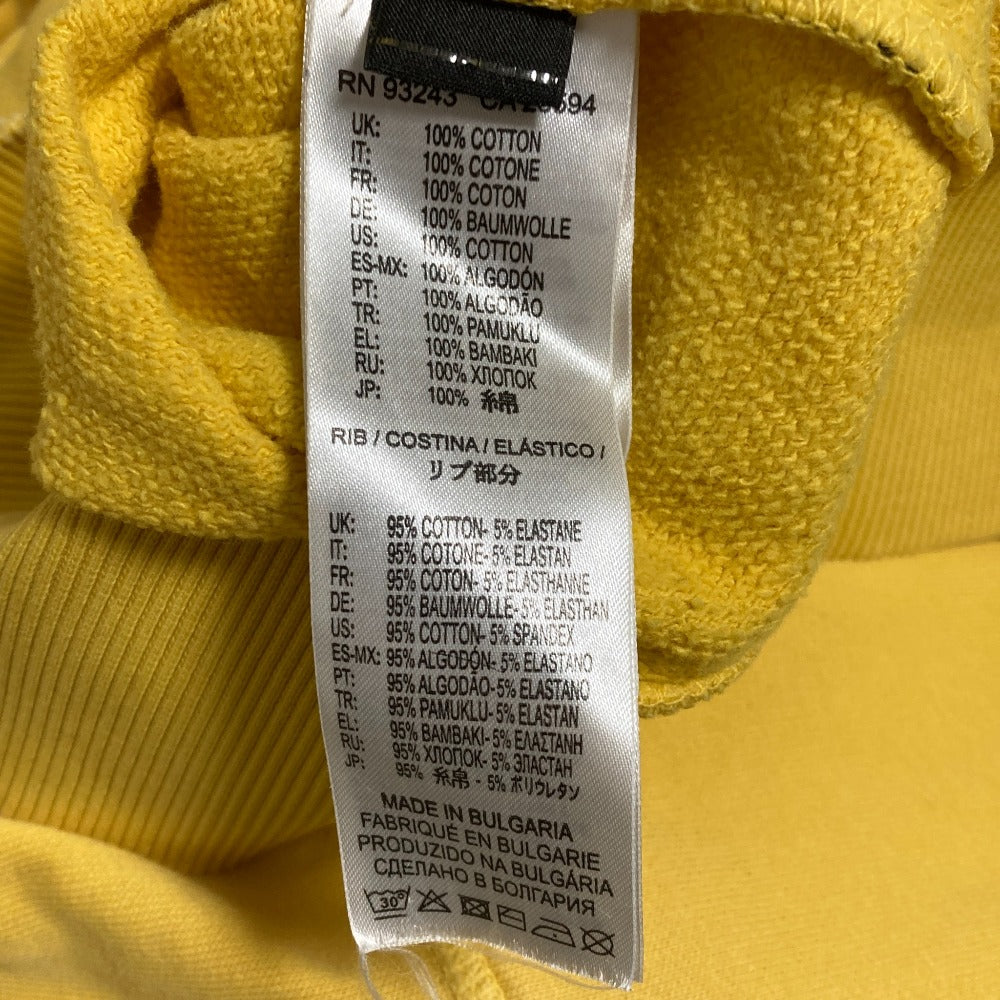 RN 93243
UK: 100% COTTON
IT: 100% COTONE
FR: 100% COTON
DE: 100% BAUMWOLLE
US: 100% COTTON
ES-MX: 100% ALGODÓN
PT: 100% ALGODÃO
TR: 100% PAMUKLU
EL: 100% BAMBAKI
RU: 100% ХЛОПОК
JP: 100% 糸帛
RIB / COSTINA / ELÁSTICO /
リブ部分
UK: 95% COTTON- 5% ELASTANE
IT: 95% COTONE- 5% ELASTAN
FR: 95% COTON- 5% ELASTHANNE
DE: 95% BAUMWOLLE- 5% ELASTHAN
US: 95% COTTON- 5% SPANDEX
ES-MX: 95% ALGODÓN- 5% ELASTANO
PT: 95% ALGODÃO- 5% ELASTANO
TR: 95% PAMUKLU- 5% ELASTAN
EL: 95% BAMBAKI- 5% ΕΛΑΣΤΑΝΗ
RU: 95% ХЛОПОК- 5% ЭЛАСТАН
JP: 95% 糸帛 - 5% ポリウレタン
MADE IN BULGARIA
FABRIQUÉ EN BULGARIE
PRODUZIDO NA BULGÁRIA
СДЕЛАНО В БОЛГАРИЯ
30°